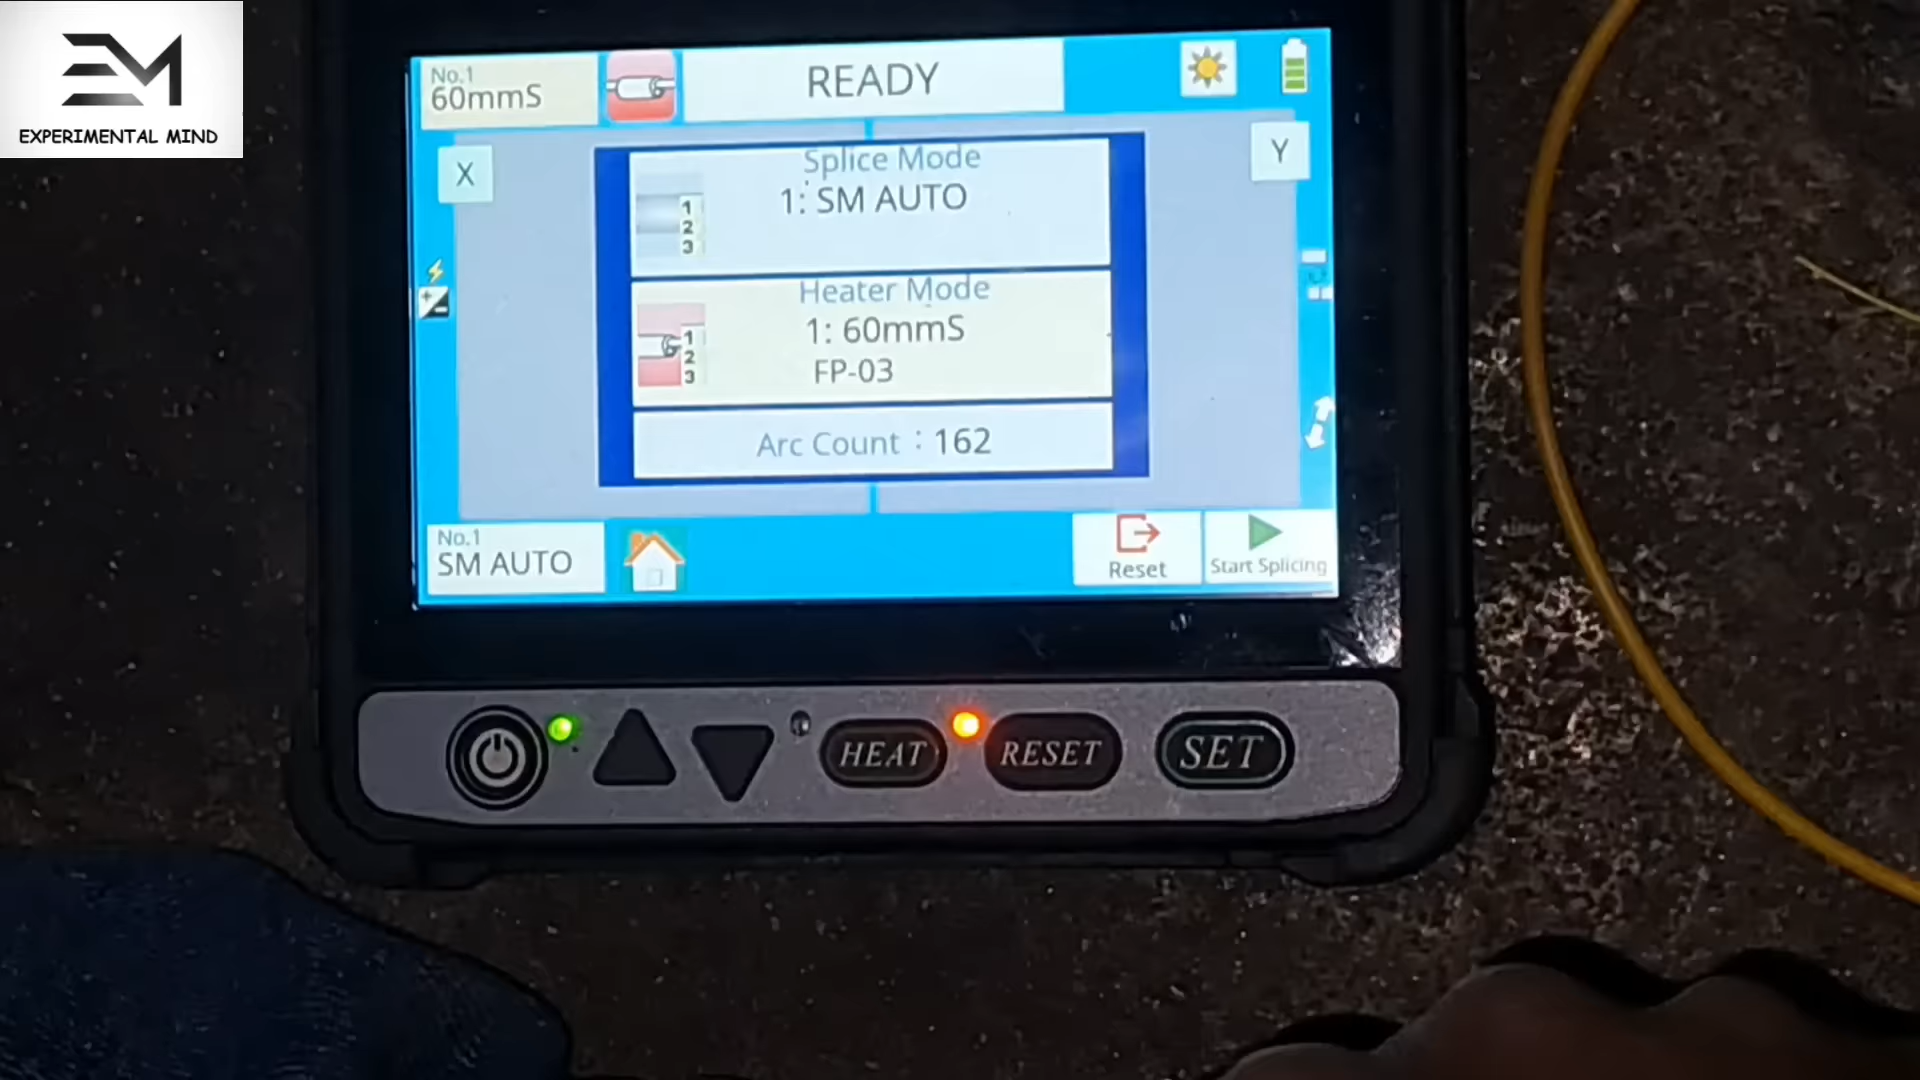 EM
EXPERIMENTAL MIND
No.1
60mmS
READY
X
Y
Splice Mode
1: SM AUTO
1
2
3
Heater Mode
1: 60mmS
FP-03
1
2
3
Arc Count : 162
No.1
SM AUTO
Reset
Start Splicing
HEAT
RESET
SET